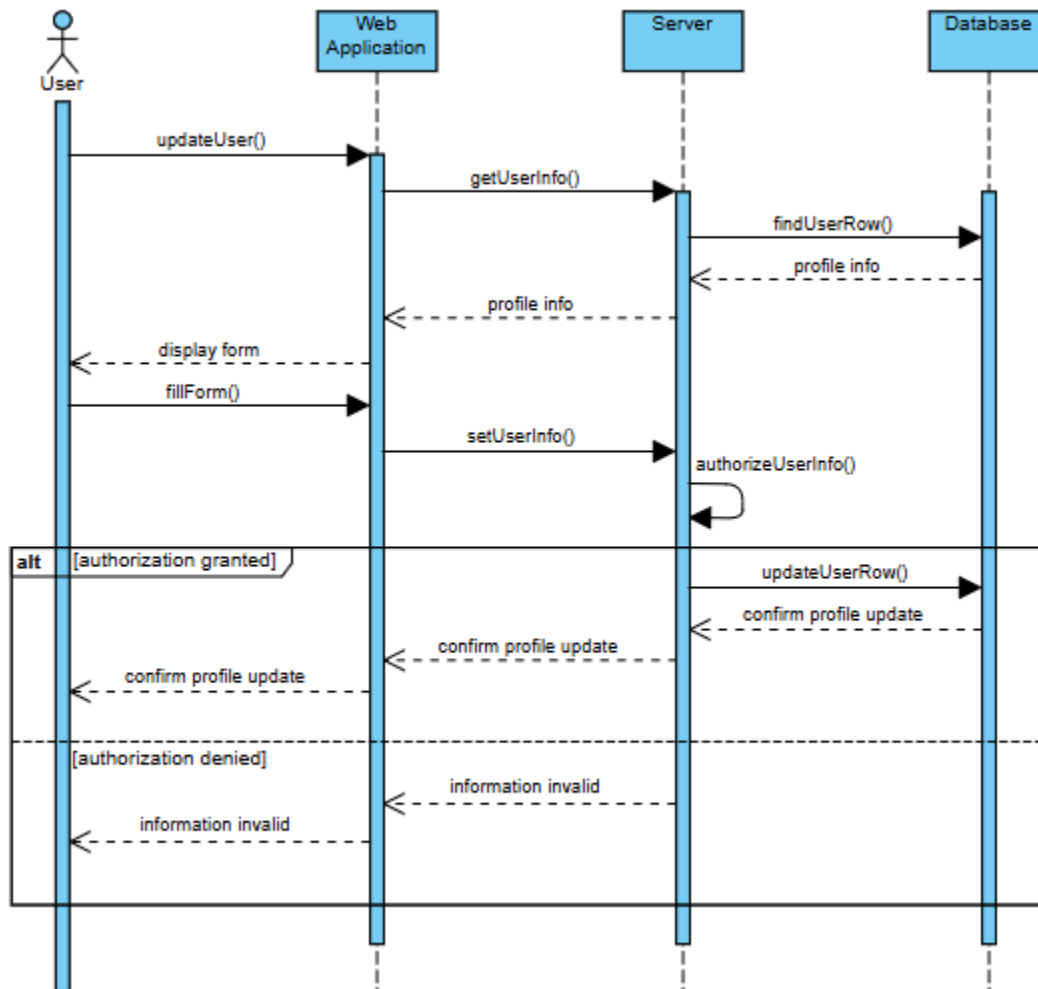 Web
Application
Server
Database
User
updateUser()
getUserInfo()
findUserRow()
profile info
profile info
display form
fillForm()
setUserInfo()
authorizeUserInfo()
alt
[authorization granted]
updateUserRow()
confirm profile update
confirm profile update
confirm profile update
[authorization denied]
information invalid
information invalid